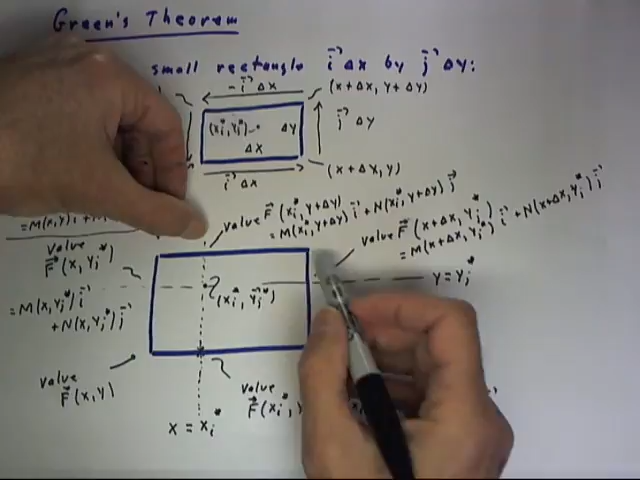 Green's Theorem
small rectangle i⃗ Δx by j⃗ Δy:
-i⃗ Δx
(x+Δx, y+Δy)
(xᵢ*, yᵢ*)
Δy
Δx
j⃗ Δy
i⃗ Δx
(x+Δx, y)
value F⃗(xᵢ*, y+Δy)
= M(xᵢ*, y+Δy) i⃗ + N(xᵢ*, y+Δy) j⃗
value F⃗(x+Δx, yᵢ*)
= M(x+Δx, yᵢ*) i⃗ + N(x+Δx, yᵢ*) j⃗
value
F⃗(x, yᵢ*)
= M(x, yᵢ*) i⃗
+ N(x, yᵢ*) j⃗
(xᵢ*, yᵢ*)
y = yᵢ*
value
F⃗(x, y)
value
F⃗(xᵢ*, y
x = xᵢ*